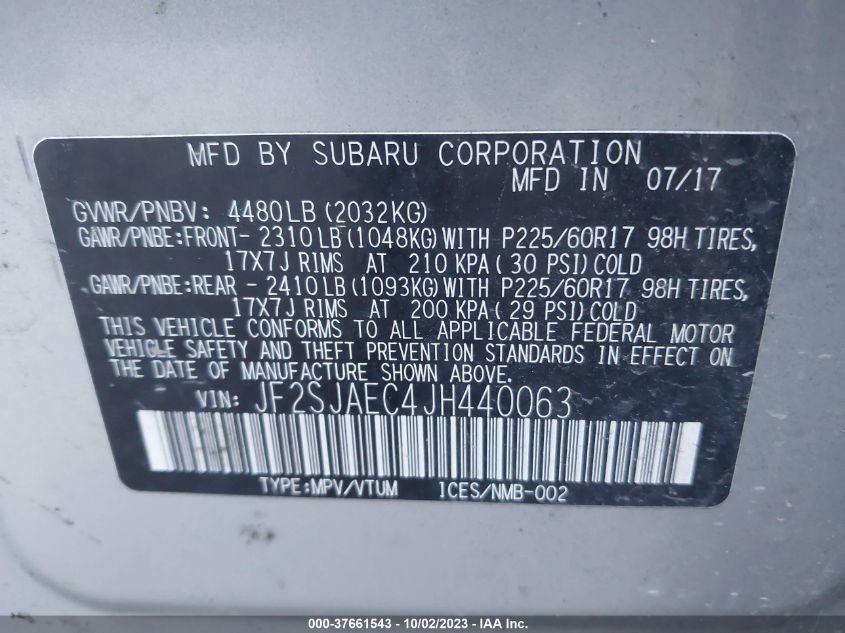 MFD BY SUBARU CORPORATION
MFD IN 07/17
GVWR/PNBV: 4480LB (2032KG)
GAWR/PNBE:FRONT- 2310LB (1048KG)WITH P225/60R17 98H TIRES,
17X7J RIMS AT 210 KPA( 30 PSI)COLD
GAWR/PNBE:REAR - 2410LB (1093KG)WITH P225/60R17 98H TIRES,
17X7J RIMS AT 200 KPA( 29 PSI)COLD
THIS VEHICLE CONFORMS TO ALL APPLICABLE FEDERAL MOTOR
VEHICLE SAFETY AND THEFT PREVENTION STANDARDS IN EFFECT ON
THE DATE OF MANUFACTURE SHOWN ABOVE.
VIN: JF2SJAEC4JH440063
TYPE:MPV/VTUM ICES/NMB-002
000-37661543 - 10/02/2023 - IAA Inc.